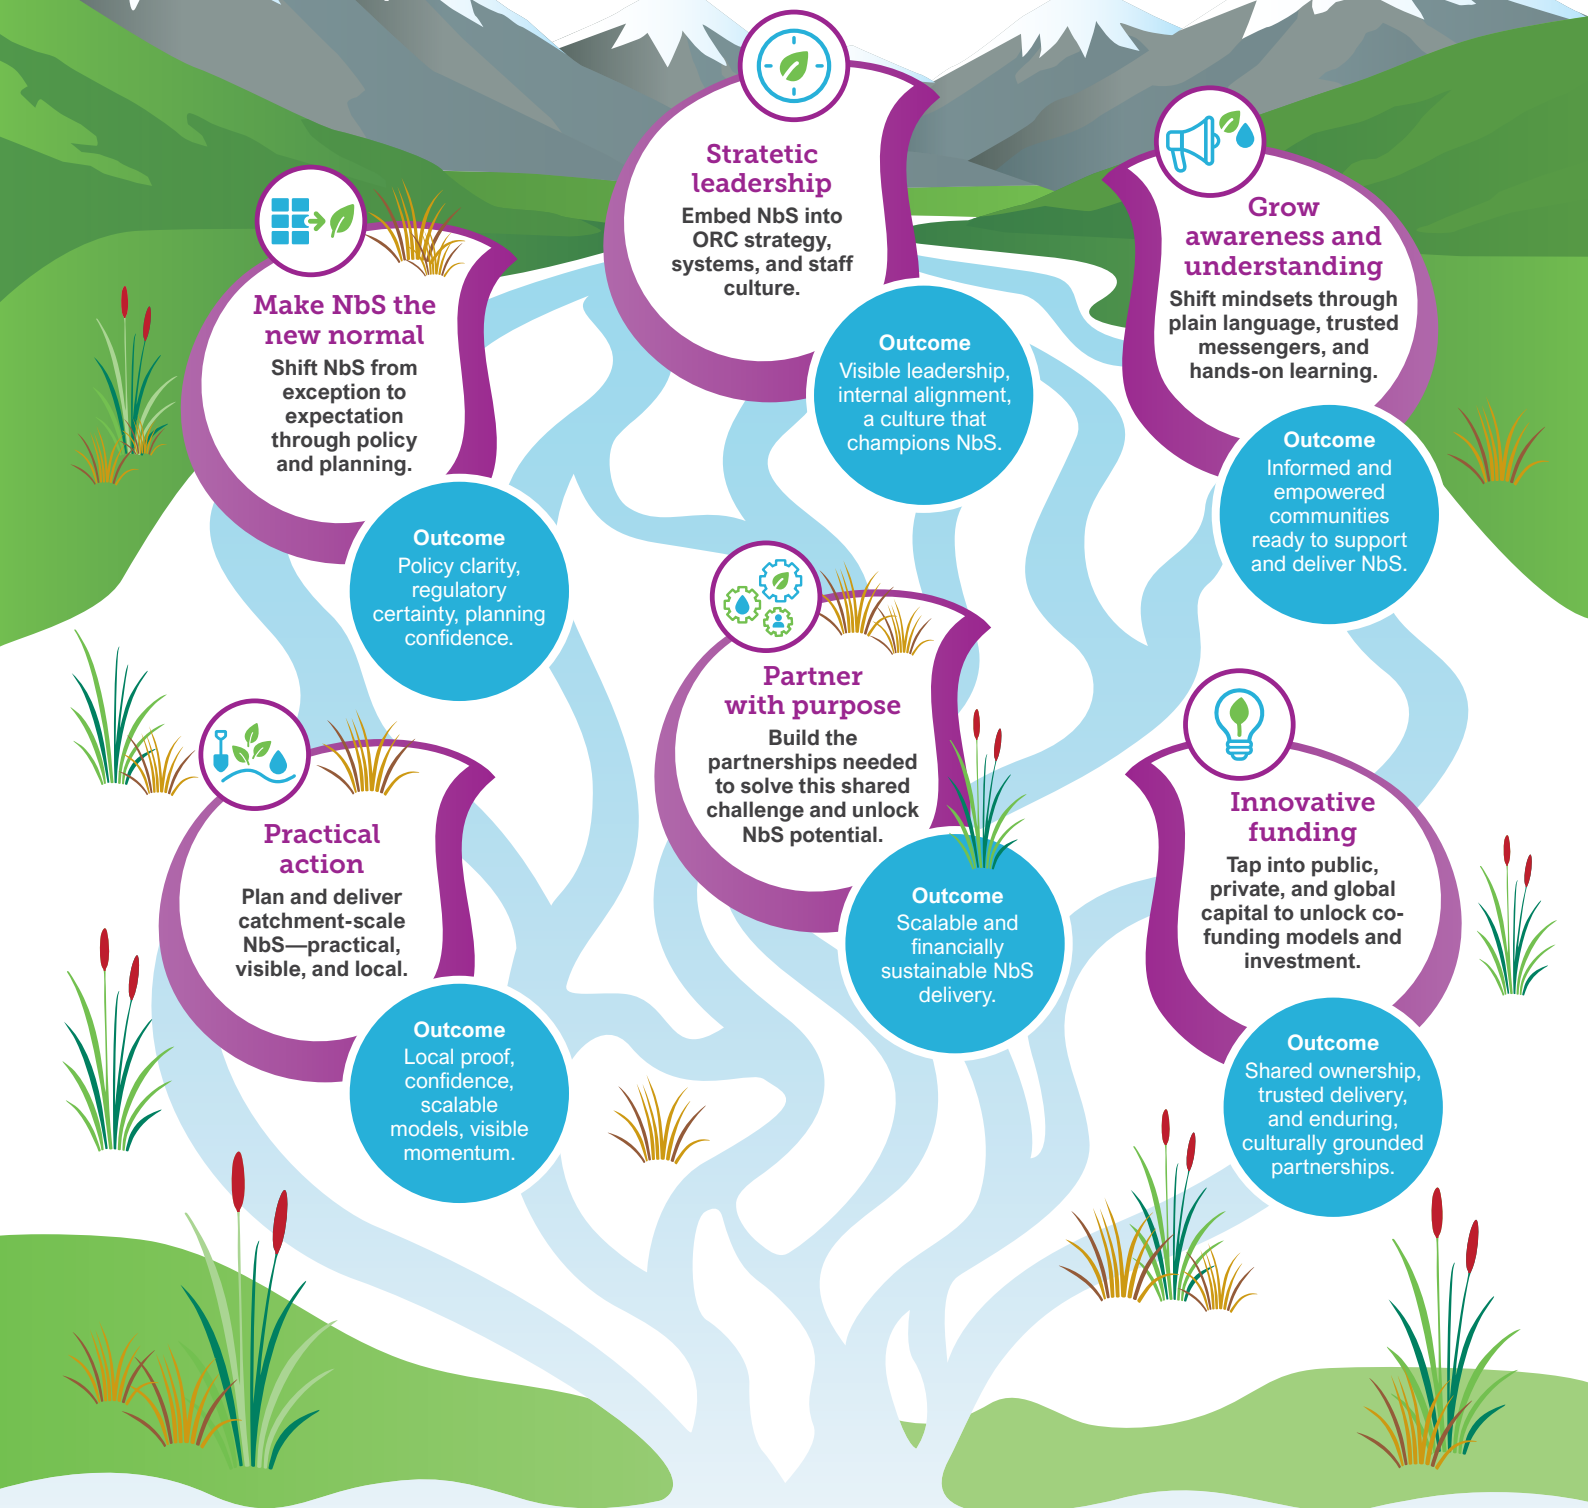 Stratetic
leadership
Embed NbS into
ORC strategy,
systems, and staff
culture.
Outcome
Visible leadership,
internal alignment,
a culture that
champions NbS.
Grow
awareness and
understanding
Shift mindsets through
plain language, trusted
messengers, and
hands-on learning.
Outcome
Informed and
empowered
communities
ready to support
and deliver NbS.
Make NbS the
new normal
Shift NbS from
exception to
expectation
through policy
and planning.
Outcome
Policy clarity,
regulatory
certainty, planning
confidence.
Partner
with purpose
Build the
partnerships needed
to solve this shared
challenge and unlock
NbS potential.
Outcome
Scalable and
financially
sustainable NbS
delivery.
Practical
action
Plan and deliver
catchment-scale
NbS—practical,
visible, and local.
Outcome
Local proof,
confidence,
scalable
models, visible
momentum.
Innovative
funding
Tap into public,
private, and global
capital to unlock co-
funding models and
investment.
Outcome
Shared ownership,
trusted delivery,
and enduring,
culturally grounded
partnerships.